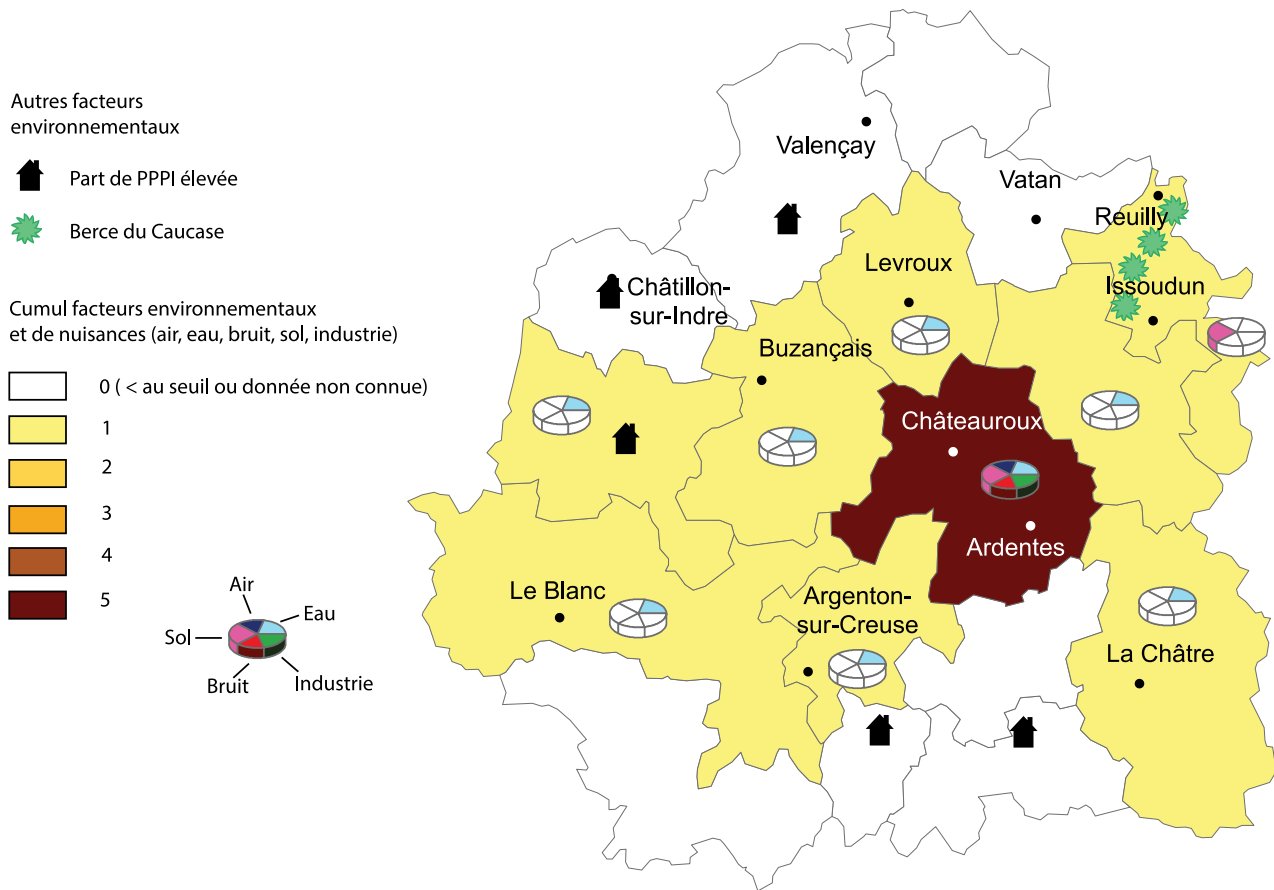 Autres facteurs
environnementaux
Part de PPPI élevée
Berce du Caucase
Cumul facteurs environnementaux
et de nuisances (air, eau, bruit, sol, industrie)
0 ( < au seuil ou donnée non connue)
1
2
3
4
5
Air
Eau
Sol
Bruit
Industrie
Valençay
Vatan
Reuilly
Levroux
Issoudun
Châtillon-
sur-Indre
Buzançais
Châteauroux
Ardentes
Le Blanc
Argenton-
sur-Creuse
La Châtre